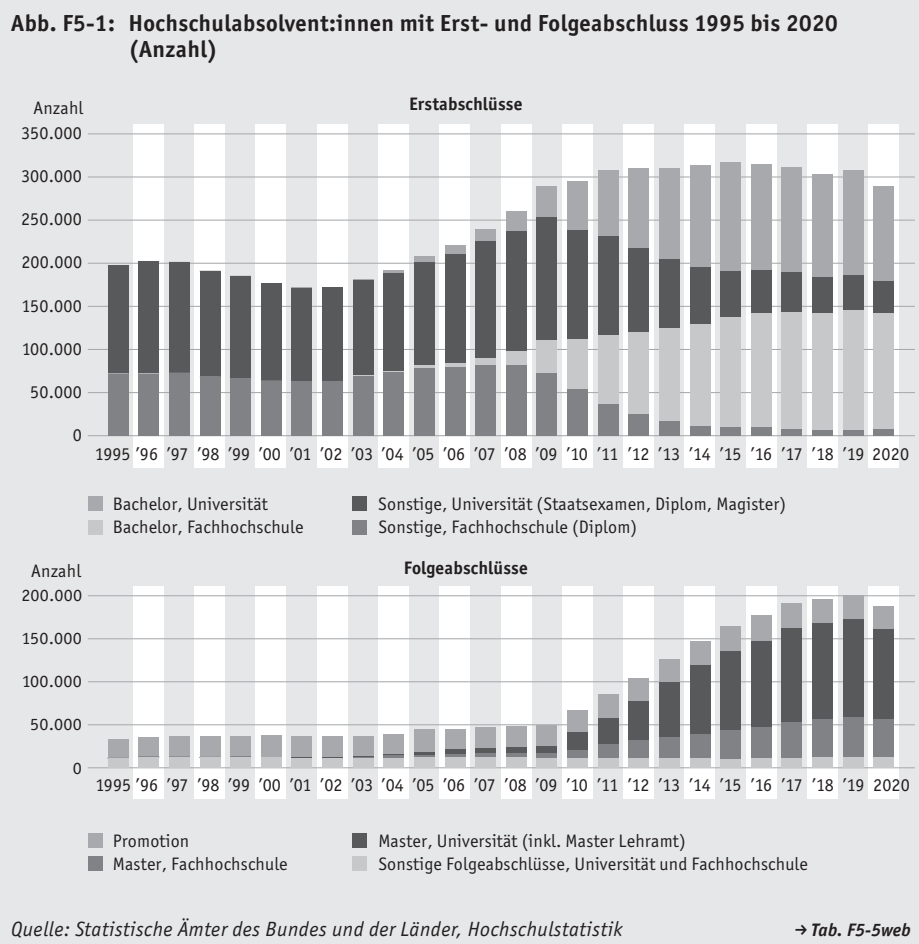 Abb. F5-1: Hochschulabsolvent:innen mit Erst- und Folgeabschluss 1995 bis 2020
(Anzahl)
Erstabschlüsse
Anzahl
350.000
300.000
250.000
200.000
150.000
100.000
50.000
0
1995 ’96 ’97 ’98 ’99 ’00 ’01 ’02 ’03 ’04 ’05 ’06 ’07 ’08 ’09 ’10 ’11 ’12 ’13 ’14 ’15 ’16 ’17 ’18 ’19 2020
Bachelor, Universität Sonstige, Universität (Staatsexamen, Diplom, Magister)
Bachelor, Fachhochschule Sonstige, Fachhochschule (Diplom)
Folgeabschlüsse
Anzahl
200.000
150.000
100.000
50.000
0
1995 ’96 ’97 ’98 ’99 ’00 ’01 ’02 ’03 ’04 ’05 ’06 ’07 ’08 ’09 ’10 ’11 ’12 ’13 ’14 ’15 ’16 ’17 ’18 ’19 2020
Promotion Master, Universität (inkl. Master Lehramt)
Master, Fachhochschule Sonstige Folgeabschlüsse, Universität und Fachhochschule
Quelle: Statistische Ämter des Bundes und der Länder, Hochschulstatistik → Tab. F5-5web